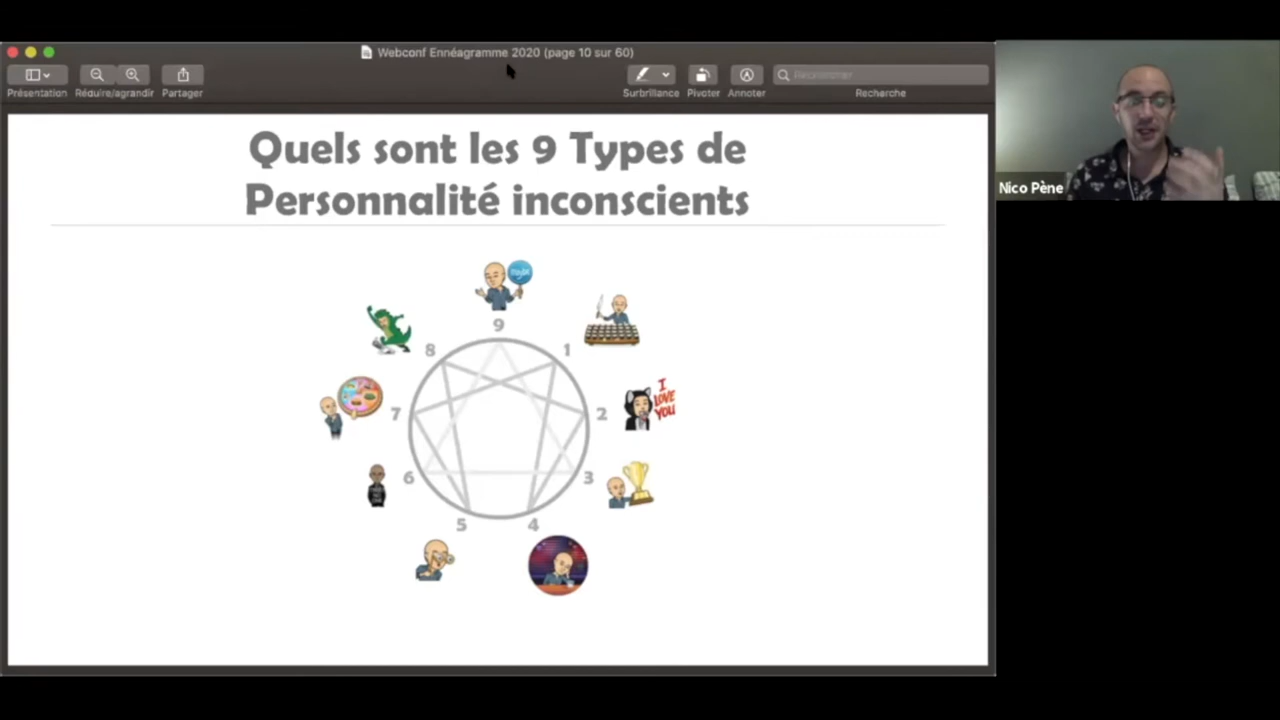 Webconf Ennéagramme 2020 (page 10 sur 60)
Présentation
Réduire/agrandir
Partager
Surbrillance
Pivoter
Annoter
Rechercher
Recherche
Quels sont les 9 Types de
Personnalité inconscients
Nico Pène
9
8
1
I
LOVE
YOU
7
2
6
3
5
4